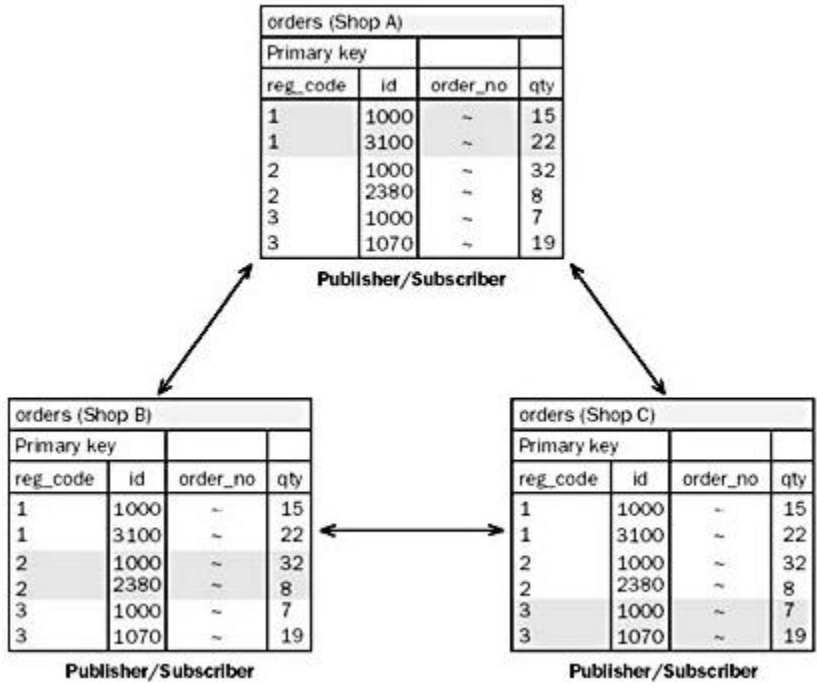 orders (Shop A)
Primary key
reg_code id order_no qty
1 1000 ~ 15
1 3100 ~ 22
2 1000 ~ 32
2 2380 ~ 8
3 1000 ~ 7
3 1070 ~ 19
Publisher/Subscriber
orders (Shop B)
Primary key
reg_code id order_no qty
1 1000 ~ 15
1 3100 ~ 22
2 1000 ~ 32
2 2380 ~ 8
3 1000 ~ 7
3 1070 ~ 19
Publisher/Subscriber
orders (Shop C)
Primary key
reg_code id order_no qty
1 1000 ~ 15
1 3100 ~ 22
2 1000 ~ 32
2 2380 ~ 8
3 1000 ~ 7
3 1070 ~ 19
Publisher/Subscriber